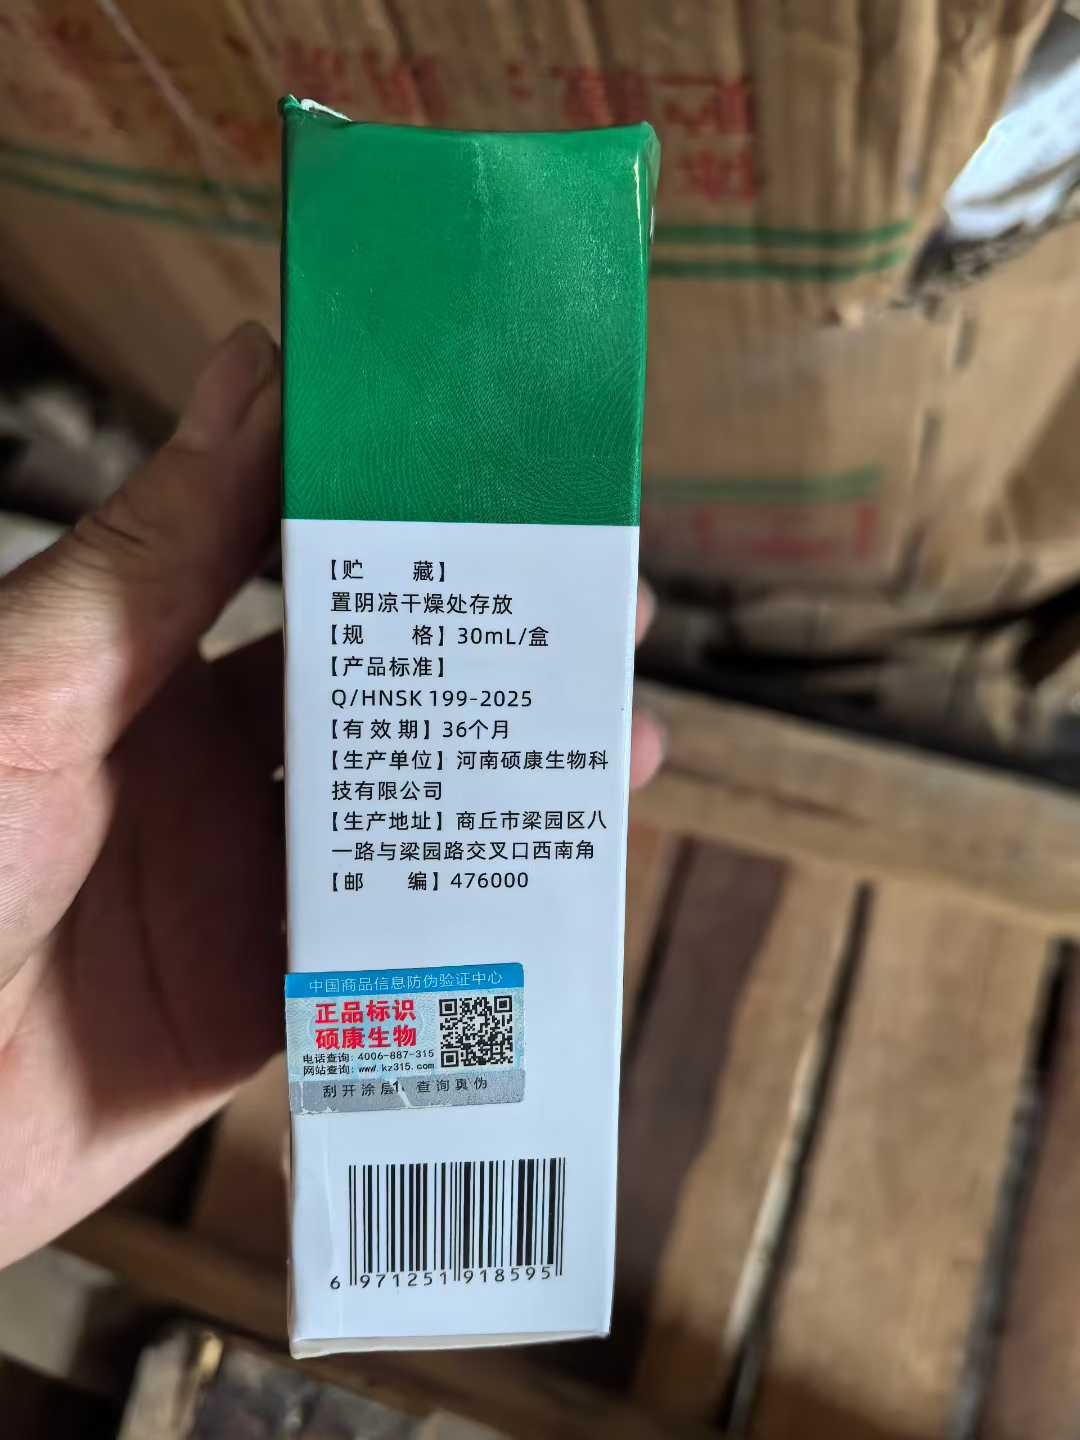 【贮 藏】
置阴凉干燥处存放
【规 格】30mL/盒
【产品标准】
Q/HNSK 199-2025
【有 效 期】36个月
【生产单位】河南硕康生物科
技有限公司
【生产地址】商丘市梁园区八
一路与梁园路交叉口西南角
【邮 编】476000
中国商品信息防伪验证中心
正品标识
硕康生物
电话查询: 4006-887-315
网站查询: www.kz315.com
刮开涂层 查询真伪
6 971251 918595